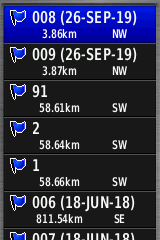 008 (26-SEP-19)
3.86km NW
009 (26-SEP-19)
3.87km NW
91
58.61km SW
2
58.64km SW
1
58.66km SW
006 (18-JUN-18)
811.54km SE
007 (18-JUN-18)